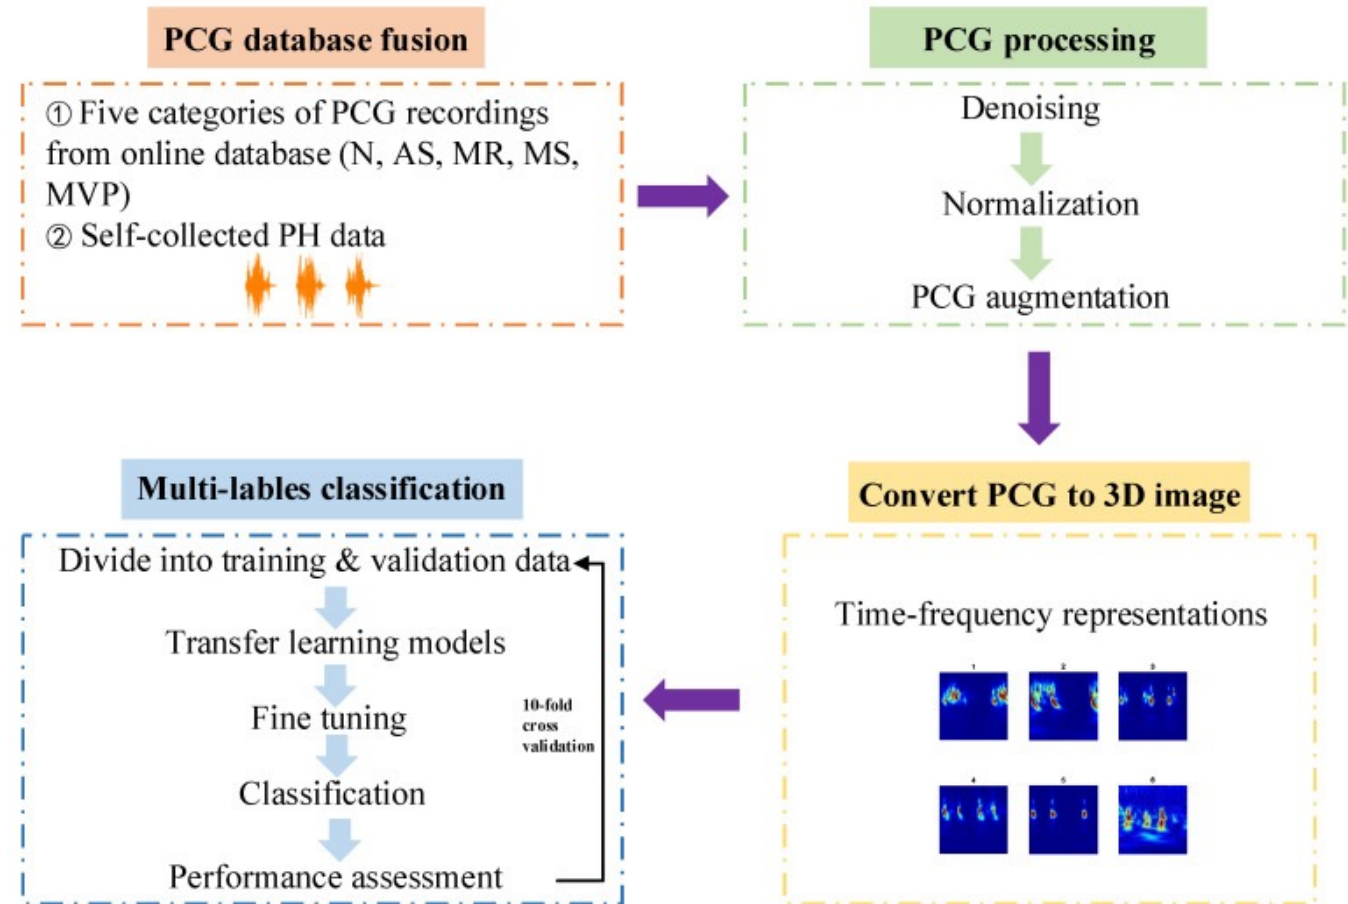 PCG database fusion
① Five categories of PCG recordings
from online database (N, AS, MR, MS,
MVP)
② Self-collected PH data
PCG processing
Denoising
Normalization
PCG augmentation
Convert PCG to 3D image
Time-frequency representations
1 2 3
4 5 6
Multi-lables classification
Divide into training & validation data
Transfer learning models
Fine tuning
Classification
Performance assessment
10-fold
cross
validation